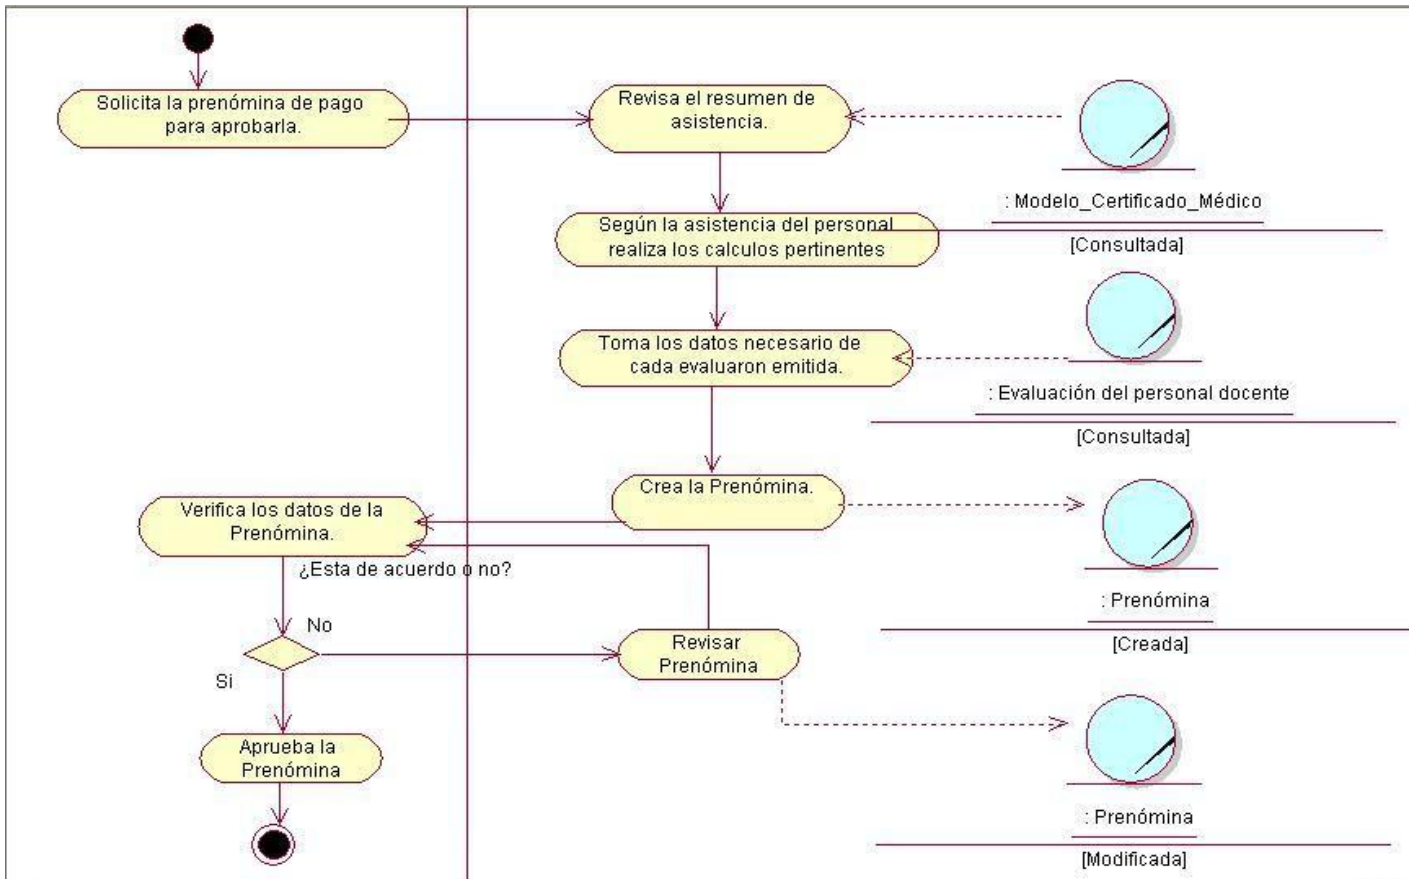 Solicita la prenómina de pago
para aprobarla.
Revisa el resumen de
asistencia.
: Modelo_Certificado_Médico
[Consultada]
Según la asistencia del personal
realiza los calculos pertinentes
Toma los datos necesario de
cada evaluaron emitida.
: Evaluación del personal docente
[Consultada]
Crea la Prenómina.
: Prenómina
[Creada]
Verifica los datos de la
Prenómina.
¿Esta de acuerdo o no?
No
Si
Revisar
Prenómina
: Prenómina
[Modificada]
Aprueba la
Prenómina